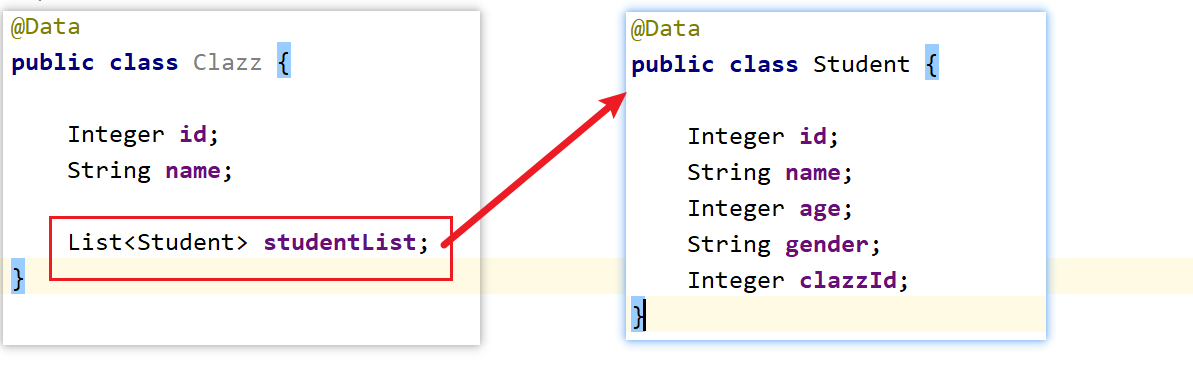 @Data
public class Clazz {
Integer id;
String name;
List<Student> studentList;
}
@Data
public class Student {
Integer id;
String name;
Integer age;
String gender;
Integer clazzId;
}